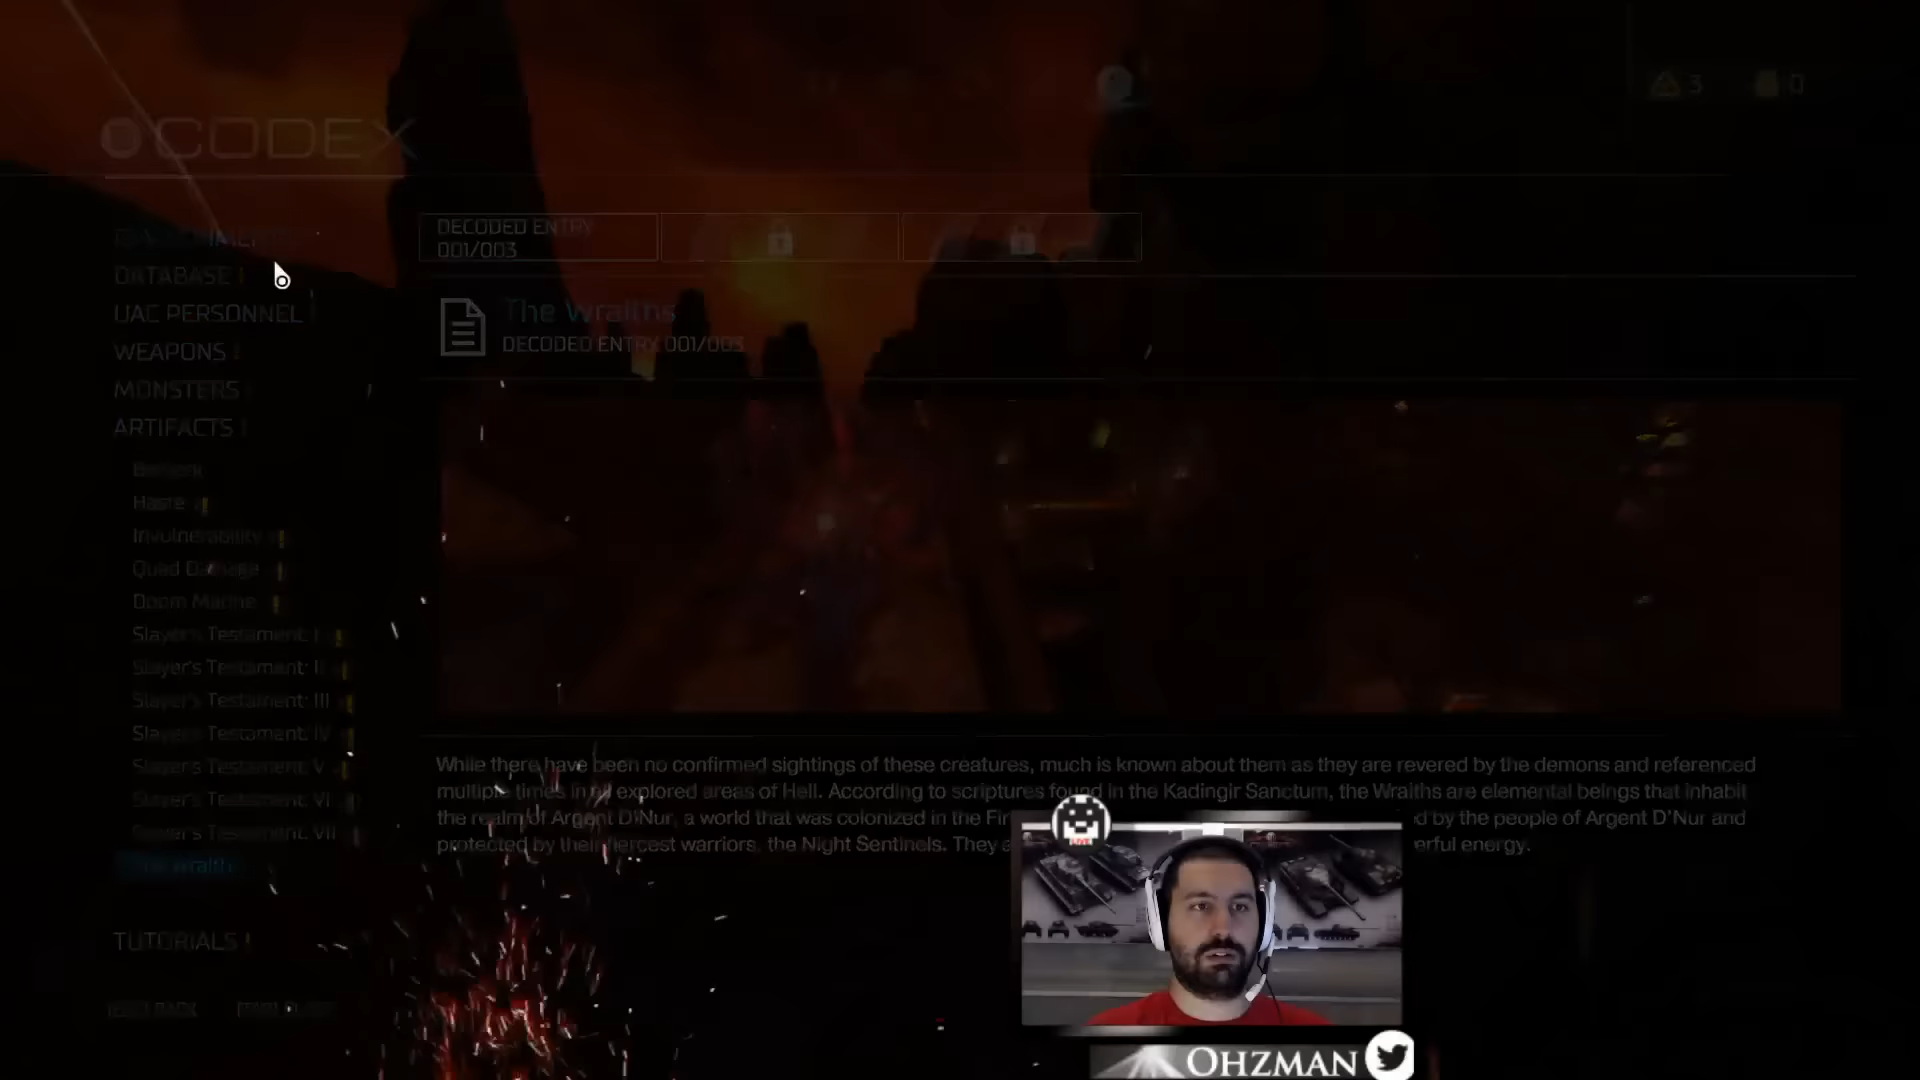 3
0
CODEX
DATABASE !
UAC PERSONNEL !
WEAPONS !
MONSTERS !
ARTIFACTS !
Haste !
Invulnerability !
Quad Damage !
Doom Marine !
Slayer's Testament: I !
Slayer's Testament: II !
Slayer's Testament: III !
Slayer's Testament: IV !
Slayer's Testament: V !
Slayer's Testament: VI !
Slayer's Testament: VII !
The Wraith
TUTORIALS !
DECODED ENTRY
001/003
The Wraiths
DECODED ENTRY 001/003
While there have been no confirmed sightings of these creatures, much is known about them as they are revered by the demons and referenced
multiple times in explored areas of Hell. According to scriptures found in the Kadingir Sanctum, the Wraiths are elemental beings that inhabit
the realm of Argent D'Nur, a world that was colonized in the d by the people of Argent D'Nur and
protected by their fiercest warriors, the Night Sentinels. They erful energy.
LIVE
OHZMAN